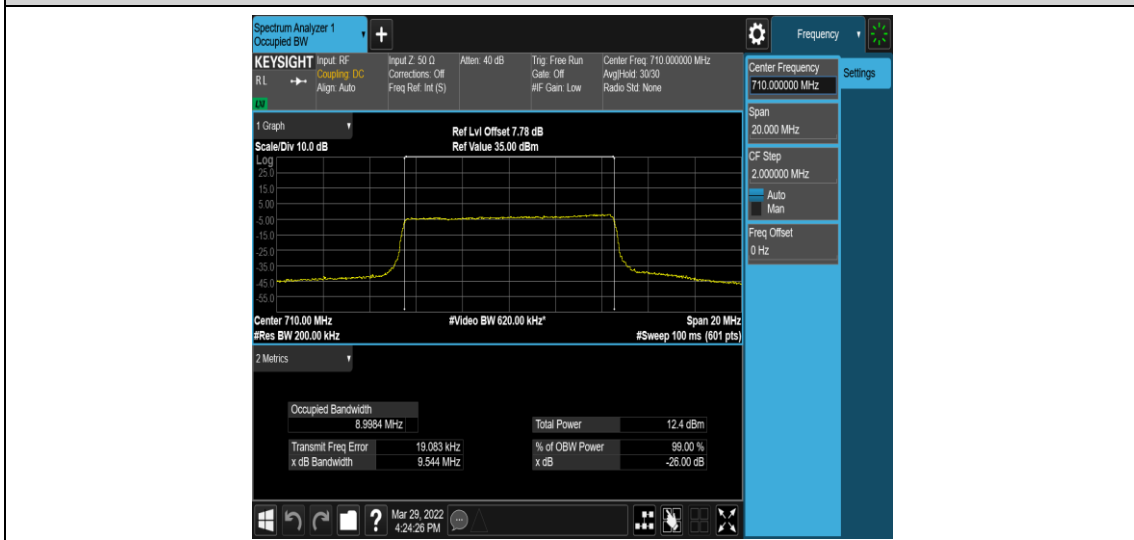 Spectrum Analyzer 1
Occupied BW
Frequency
KEYSIGHT
RL
Input: RF
Coupling: DC
Align: Auto
Input Z: 50 Ω
Corrections: Off
Freq Ref: Int (S)
Atten: 40 dB
Trig: Free Run
Gate: Off
#IF Gain: Low
Center Freq: 710.000000 MHz
Avg|Hold: 30/30
Radio Std: None
Center Frequency
710.000000 MHz
Settings
Span
20.000 MHz
CF Step
2.000000 MHz
Auto
Man
Freq Offset
0 Hz
1 Graph
Scale/Div 10.0 dB
Ref Lvl Offset 7.78 dB
Ref Value 35.00 dBm
Log
25.0
15.0
5.00
-5.00
-15.0
-25.0
-35.0
-45.0
-55.0
Center 710.00 MHz
#Video BW 620.00 kHz*
Span 20 MHz
#Res BW 200.00 kHz
#Sweep 100 ms (601 pts)
2 Metrics
Occupied Bandwidth
8.9984 MHz
Total Power 12.4 dBm
Transmit Freq Error 19.083 kHz
% of OBW Power 99.00 %
x dB Bandwidth 9.544 MHz
x dB -26.00 dB
?
Mar 29, 2022
4:24:26 PM